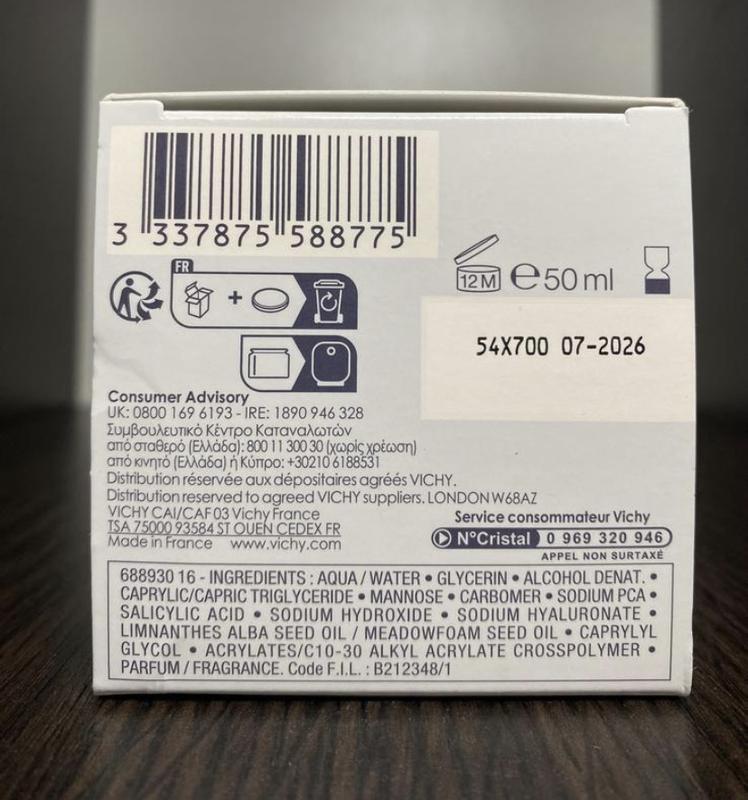 3 337875 588775
FR
+
12 M
e 50 ml
54X700 07-2026
Consumer Advisory
UK: 0800 169 6193 - IRE: 1890 946 328
Συμβουλευτικό Κέντρο Καταναλωτών
από σταθερό (Ελλάδα): 800 11 300 30 (χωρίς χρέωση)
από κινητό (Ελλάδα) ή Κύπρο: +30210 6188531
Distribution réservée aux dépositaires agréés VICHY.
Distribution reserved to agreed VICHY suppliers. LONDON W68AZ
VICHY CAI/CAF 03 Vichy France
TSA 75000 93584 ST OUEN CEDEX FR
Made in France www.vichy.com
Service consommateur Vichy
N°Cristal 0 969 320 946
APPEL NON SURTAXÉ
688930 16 - INGREDIENTS : AQUA / WATER • GLYCERIN • ALCOHOL DENAT. •
CAPRYLIC/CAPRIC TRIGLYCERIDE • MANNOSE • CARBOMER • SODIUM PCA •
SALICYLIC ACID • SODIUM HYDROXIDE • SODIUM HYALURONATE •
LIMNANTHES ALBA SEED OIL / MEADOWFOAM SEED OIL • CAPRYLYL
GLYCOL • ACRYLATES/C10-30 ALKYL ACRYLATE CROSSPOLYMER •
PARFUM / FRAGRANCE. Code F.I.L. : B212348/1